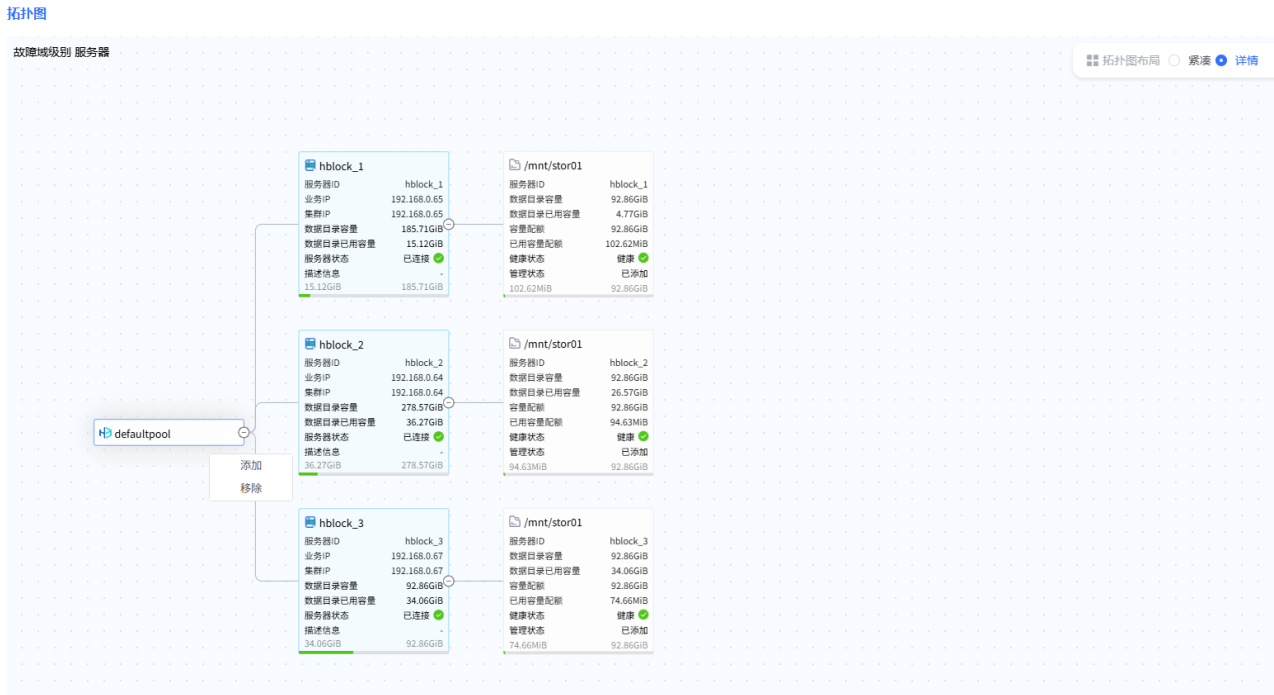 拓扑图
故障域级别 服务器
拓扑图布局 紧凑 详情
hblock_1
服务器ID hblock_1
业务IP 192.168.0.65
集群IP 192.168.0.65
数据目录容量 185.71GiB
数据目录已用容量 15.12GiB
服务器状态 已连接
描述信息 -
15.12GiB 185.71GiB
/mnt/stor01
服务器ID hblock_1
数据目录容量 92.86GiB
数据目录已用容量 4.77GiB
容量配额 92.86GiB
已用容量配额 102.62MiB
健康状态 健康
管理状态 已添加
102.62MiB 92.86GiB
hblock_2
服务器ID hblock_2
业务IP 192.168.0.64
集群IP 192.168.0.64
数据目录容量 278.57GiB
数据目录已用容量 36.27GiB
服务器状态 已连接
描述信息 -
36.27GiB 278.57GiB
/mnt/stor01
服务器ID hblock_2
数据目录容量 92.86GiB
数据目录已用容量 26.57GiB
容量配额 92.86GiB
已用容量配额 94.63MiB
健康状态 健康
管理状态 已添加
94.63MiB 92.86GiB
defaultpool
添加
移除
hblock_3
服务器ID hblock_3
业务IP 192.168.0.67
集群IP 192.168.0.67
数据目录容量 92.86GiB
数据目录已用容量 34.06GiB
服务器状态 已连接
描述信息 -
34.06GiB 92.86GiB
/mnt/stor01
服务器ID hblock_3
数据目录容量 92.86GiB
数据目录已用容量 34.06GiB
容量配额 92.86GiB
已用容量配额 74.66MiB
健康状态 健康
管理状态 已添加
74.66MiB 92.86GiB